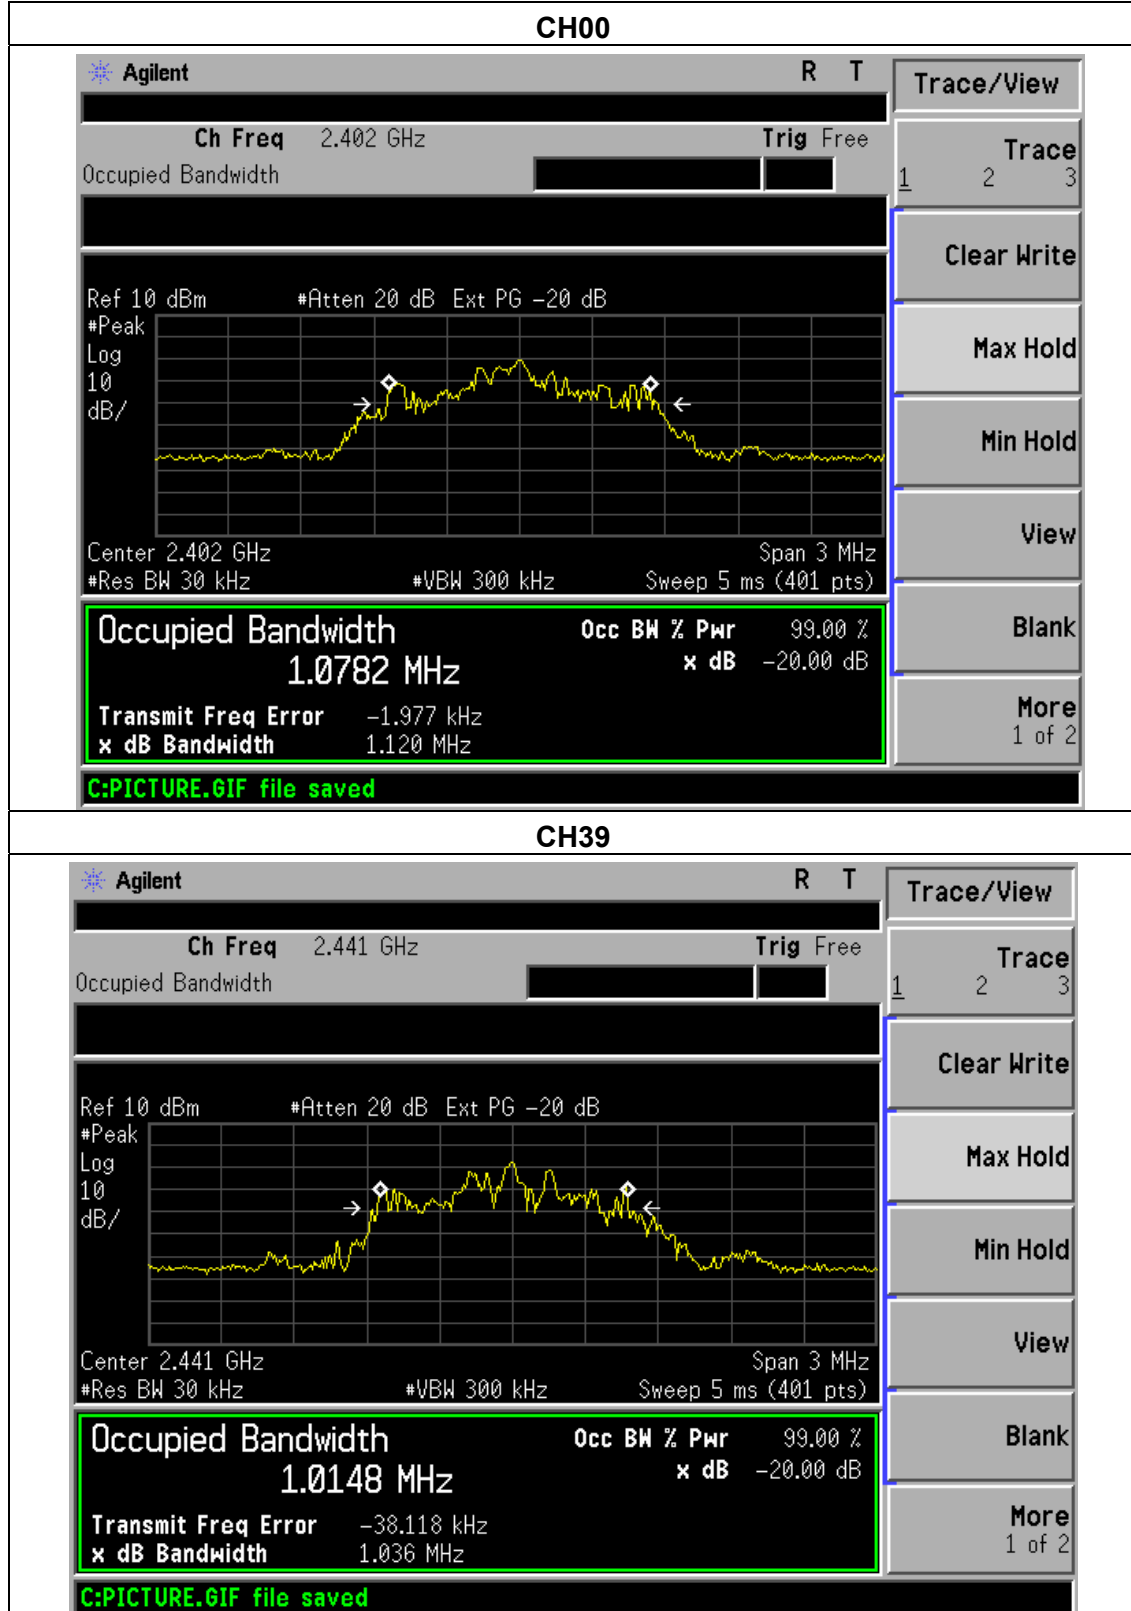 CH00
Agilent R T Trace/View
Ch Freq 2.402 GHz Trig Free
Occupied Bandwidth
Trace
1 2 3
Clear Write
Ref 10 dBm #Atten 20 dB Ext PG -20 dB
#Peak
Log
10
dB/
Max Hold
Min Hold
View
Center 2.402 GHz Span 3 MHz
#Res BW 30 kHz #VBW 300 kHz Sweep 5 ms (401 pts)
Occupied Bandwidth Occ BW % Pwr 99.00 %
1.0782 MHz x dB -20.00 dB
Blank
Transmit Freq Error -1.977 kHz
x dB Bandwidth 1.120 MHz
More
1 of 2
C:PICTURE.GIF file saved
CH39
Agilent R T Trace/View
Ch Freq 2.441 GHz Trig Free
Occupied Bandwidth
Trace
1 2 3
Clear Write
Ref 10 dBm #Atten 20 dB Ext PG -20 dB
#Peak
Log
10
dB/
Max Hold
Min Hold
View
Center 2.441 GHz Span 3 MHz
#Res BW 30 kHz #VBW 300 kHz Sweep 5 ms (401 pts)
Occupied Bandwidth Occ BW % Pwr 99.00 %
1.0148 MHz x dB -20.00 dB
Blank
Transmit Freq Error -38.118 kHz
x dB Bandwidth 1.036 MHz
More
1 of 2
C:PICTURE.GIF file saved